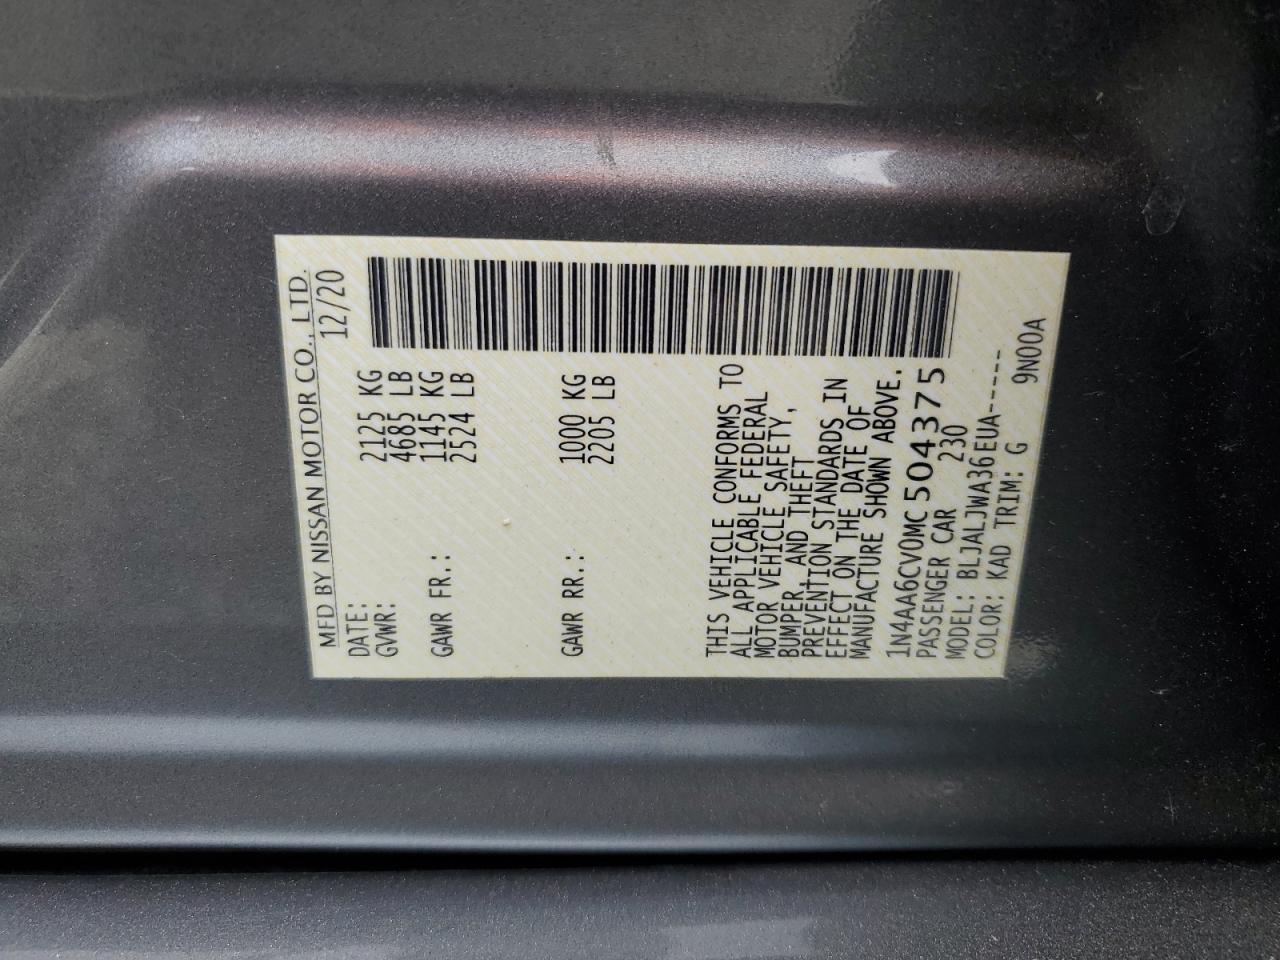 MFD BY NISSAN MOTOR CO., LTD.
DATE: 12/20
GVWR: 2125 KG
4685 LB
GAWR FR.: 1145 KG
2524 LB
GAWR RR.: 1000 KG
2205 LB
THIS VEHICLE CONFORMS TO
ALL APPLICABLE FEDERAL
MOTOR VEHICLE SAFETY,
BUMPER, AND THEFT
PREVENTION STANDARDS IN
EFFECT ON THE DATE OF
MANUFACTURE SHOWN ABOVE.
1N4AA6CV0MC504375
PASSENGER CAR 230
MODEL: BLJALJWA36EUA-----
COLOR: KAD TRIM: G 9N00A